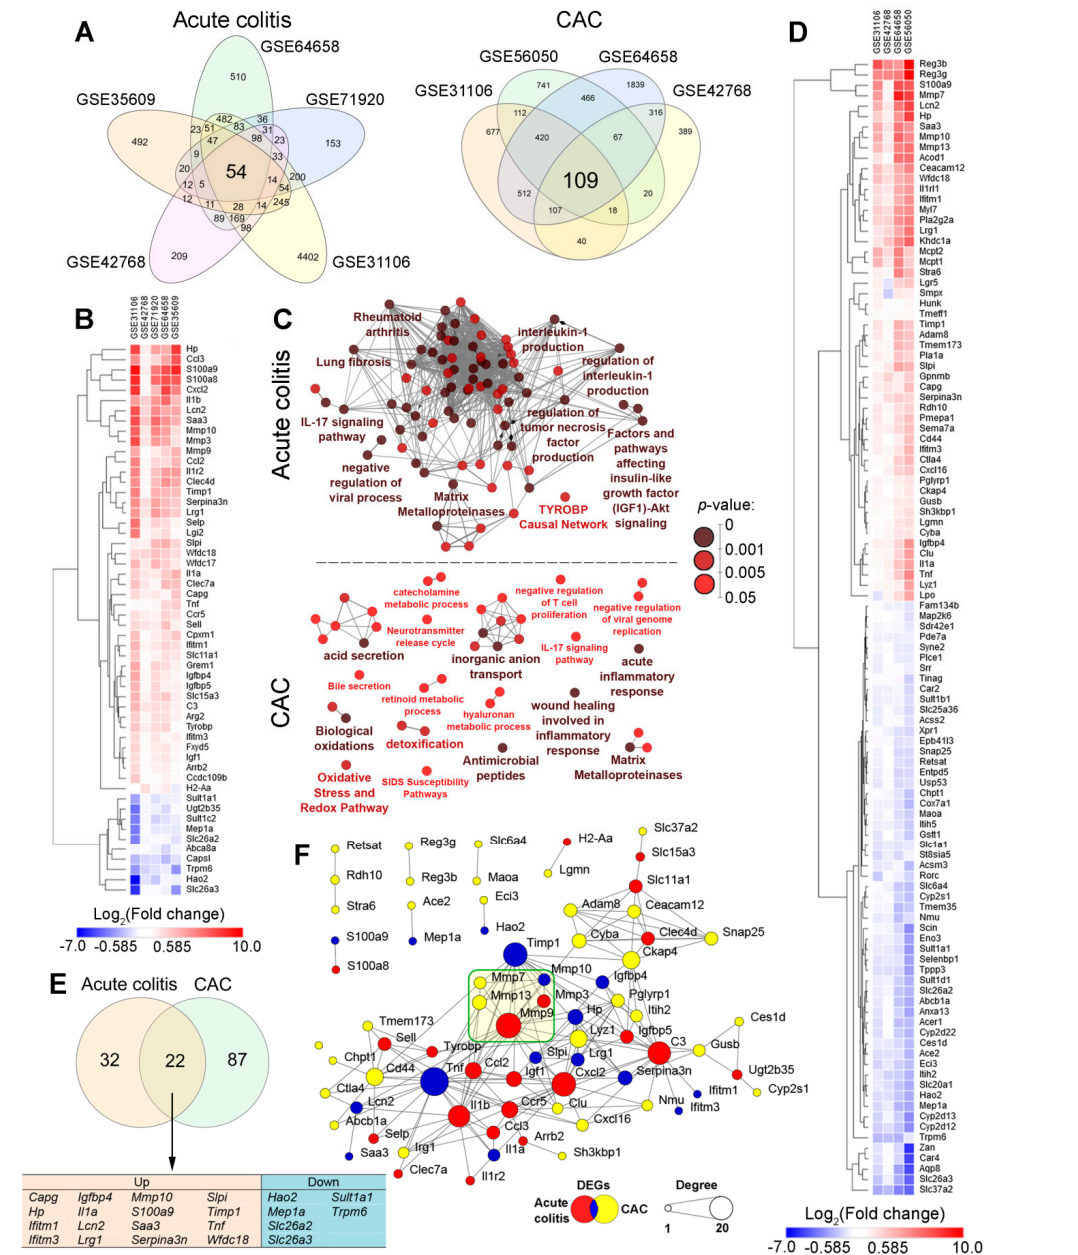 A
Acute colitis
GSE64658
GSE35609
GSE71920
GSE42768
GSE31106
510
492
153
209
4402
482
36
23
51
83
31
47
98
23
9
33
20
54
14
200
12
5
54
12
11
28
14
245
89
169
98
CAC
GSE56050
GSE64658
GSE31106
GSE42768
741
1839
112
466
316
677
420
67
389
109
512
20
107
18
40
B
GSE31106
GSE42768
GSE71920
GSE64658
GSE35609
Hp
Ccl3
S100a9
S100a8
Cxcl2
Il1b
Lcn2
Saa3
Mmp10
Mmp3
Mmp9
Ccl2
Il1r2
Clec4d
Timp1
Serpina3n
Lrg1
Selp
Lgi2
Slpi
Wfdc18
Wfdc17
Il1a
Clec7a
Capg
Tnf
Ccr5
Sell
Cpxm1
Ifitm1
Slc11a1
Grem1
Igfbp4
Igfbp5
Slc15a3
C3
Arg2
Tyrobp
Ifitm3
Fxyd5
Igf1
Arrb2
Ccdc109b
H2-Aa
Sult1a1
Ugt2b35
Sult1c2
Mep1a
Slc26a2
Abca8a
Capsl
Trpm6
Hao2
Slc26a3
Log2(Fold change)
-7.0 -0.585 0.585 10.0
C
Acute colitis
Rheumatoid
arthritis
interleukin-1
production
Lung fibrosis
regulation of
interleukin-1
production
IL-17 signaling
pathway
regulation of
tumor necrosis
factor
production
negative
regulation of
viral process
Factors and
pathways
affecting
insulin-like
growth factor
(IGF1)-Akt
signaling
Matrix
Metalloproteinases
TYROBP
Causal Network
p-value:
0
0.001
0.005
0.05
CAC
catecholamine
metabolic process
negative regulation
of T cell
proliferation
negative regulation
of viral genome
replication
Neurotransmitter
release cycle
acid secretion
inorganic anion
transport
IL-17 signaling
pathway
acute
inflammatory
response
Bile secretion
retinoid metabolic
process
hyaluronan
metabolic process
wound healing
involved in
inflammatory
response
Biological
oxidations
detoxification
Antimicrobial
peptides
Matrix
Metalloproteinases
Oxidative
Stress and
Redox Pathway
SIDS Susceptibility
Pathways
D
GSE31106
GSE42768
GSE64658
GSE56050
Reg3b
Reg3g
S100a9
Mmp7
Lcn2
Hp
Saa3
Mmp10
Mmp13
Acod1
Ceacam12
Wfdc18
Il1rl1
Ifitm1
Myl7
Pla2g2a
Lrg1
Khdc1a
Mcpt2
Mcpt1
Stra6
Lgr5
Smpx
Hunk
Tmeff1
Timp1
Adam8
Tmem173
Pla1a
Slpi
Gpnmb
Capg
Serpina3n
Rdh10
Pmepa1
Sema7a
Cd44
Ifitm3
Ctla4
Cxcl16
Pglyrp1
Ckap4
Gusb
Sh3kbp1
Lgmn
Cyba
Igfbp4
Clu
Il1a
Tnf
Lyz1
Lpo
Fam134b
Map2k6
Sdr42e1
Pde7a
Syne2
Plce1
Srr
Tinag
Car2
Sult1b1
Slc25a36
Acss2
Xpr1
Epb41l3
Snap25
Retsat
Entpd5
Usp53
Chpt1
Cox7a1
Maoa
Itih5
Gstt1
Slc1a1
St8sia5
Acsm3
Rorc
Slc6a4
Cyp2s1
Tmem35
Nmu
Scin
Eno3
Sult1a1
Selenbp1
Tppp3
Sult1d1
Slc26a2
Abcb1a
Anxa13
Acer1
Cyp2d22
Ces1d
Ace2
Eci3
Itih2
Slc20a1
Hao2
Mep1a
Cyp2d13
Cyp2d12
Trpm6
Zan
Car4
Aqp8
Slc26a3
Slc37a2
Log2(Fold change)
-7.0 -0.585 0.585 10.0
E
Acute colitis CAC
32 22 87
Up Down
Capg Igfbp4 Mmp10 Slpi Hao2 Sult1a1
Hp Il1a S100a9 Timp1 Mep1a Trpm6
Ifitm1 Lcn2 Saa3 Tnf Slc26a2
Ifitm3 Lrg1 Serpina3n Wfdc18 Slc26a3
F
Retsat
Reg3g
Slc6a4
H2-Aa
Slc37a2
Slc15a3
Rdh10
Reg3b
Maoa
Lgmn
Slc11a1
Stra6
Ace2
Eci3
Adam8
Ceacam12
S100a9
Mep1a
Hao2
Cyba
Clec4d
Snap25
S100a8
Timp1
Ckap4
Mmp7
Mmp10
Igfbp4
Mmp13
Mmp3
Pglyrp1
Mmp9
Hp
Itih2
Tmem173
Sell
Tyrobp
Lyz1
Igfbp5
C3
Ces1d
Gusb
Chpt1
Cd44
Tnf
Ccl2
Slpi
Lrg1
Igf1
Cxcl2
Serpina3n
Ugt2b35
Ctla4
Lcn2
Il1b
Ccr5
Clu
Nmu
Ifitm1
Cyp2s1
Ifitm3
Abcb1a
Selp
Ccl3
Cxcl16
Saa3
Irg1
Il1a
Arrb2
Clec7a
Il1r2
Sh3kbp1
DEGs
Acute
colitis
CAC
Degree
1 20